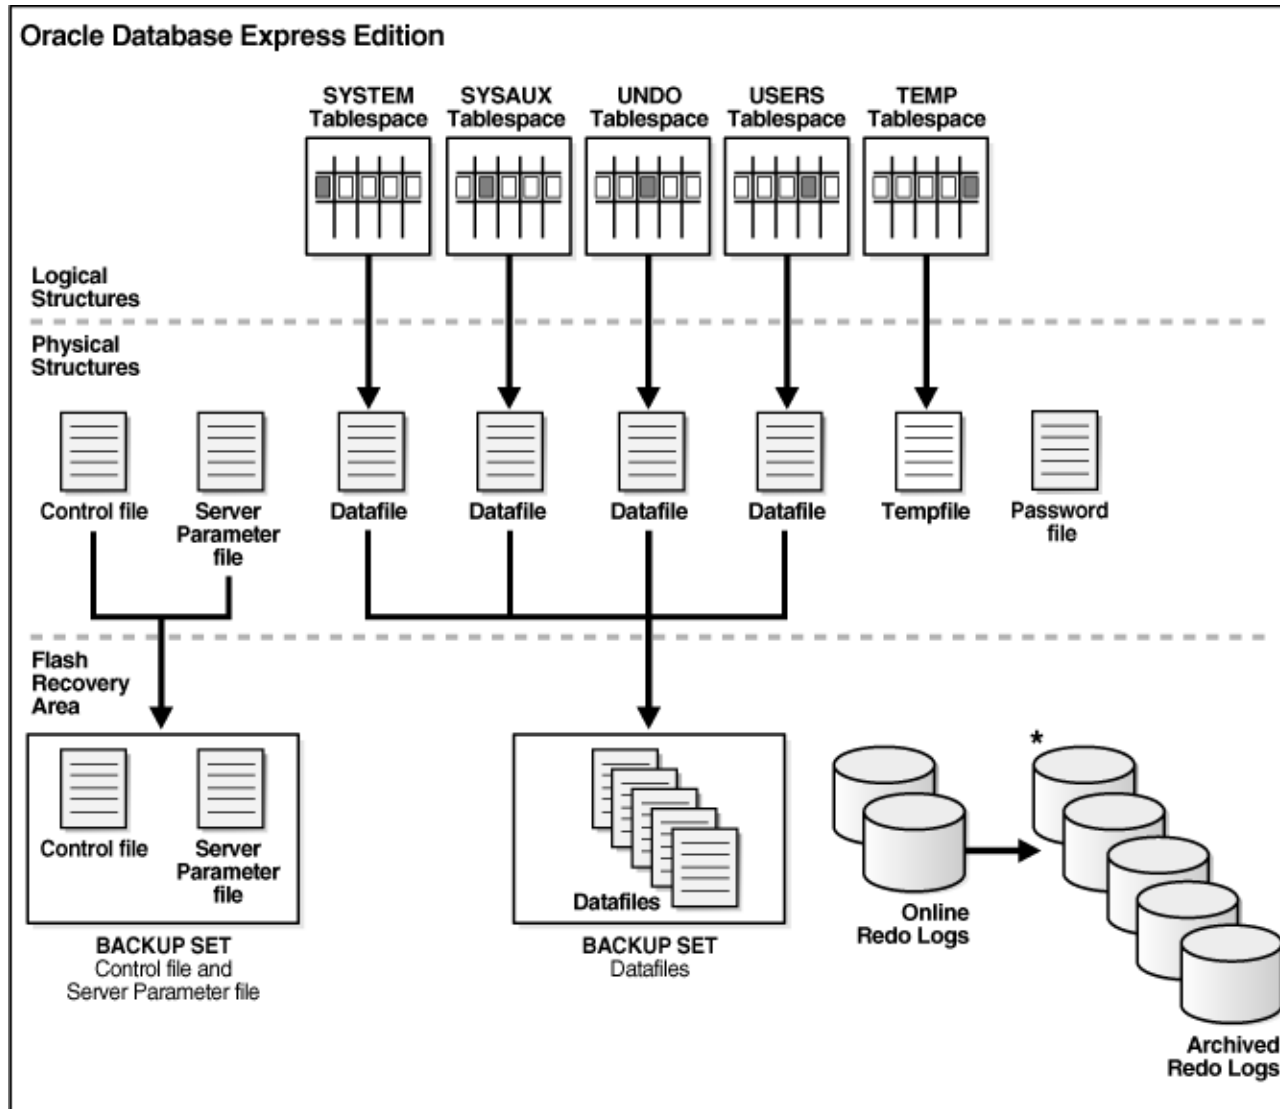 Oracle Database Express Edition
SYSTEM
Tablespace
SYSAUX
Tablespace
UNDO
Tablespace
USERS
Tablespace
TEMP
Tablespace
Logical
Structures
Physical
Structures
Control file
Server
Parameter
file
Datafile
Datafile
Datafile
Datafile
Tempfile
Password
file
Flash
Recovery
Area
Control file
Server
Parameter
file
BACKUP SET
Control file and
Server Parameter file
Datafiles
BACKUP SET
Datafiles
Online
Redo Logs
*
Archived
Redo Logs